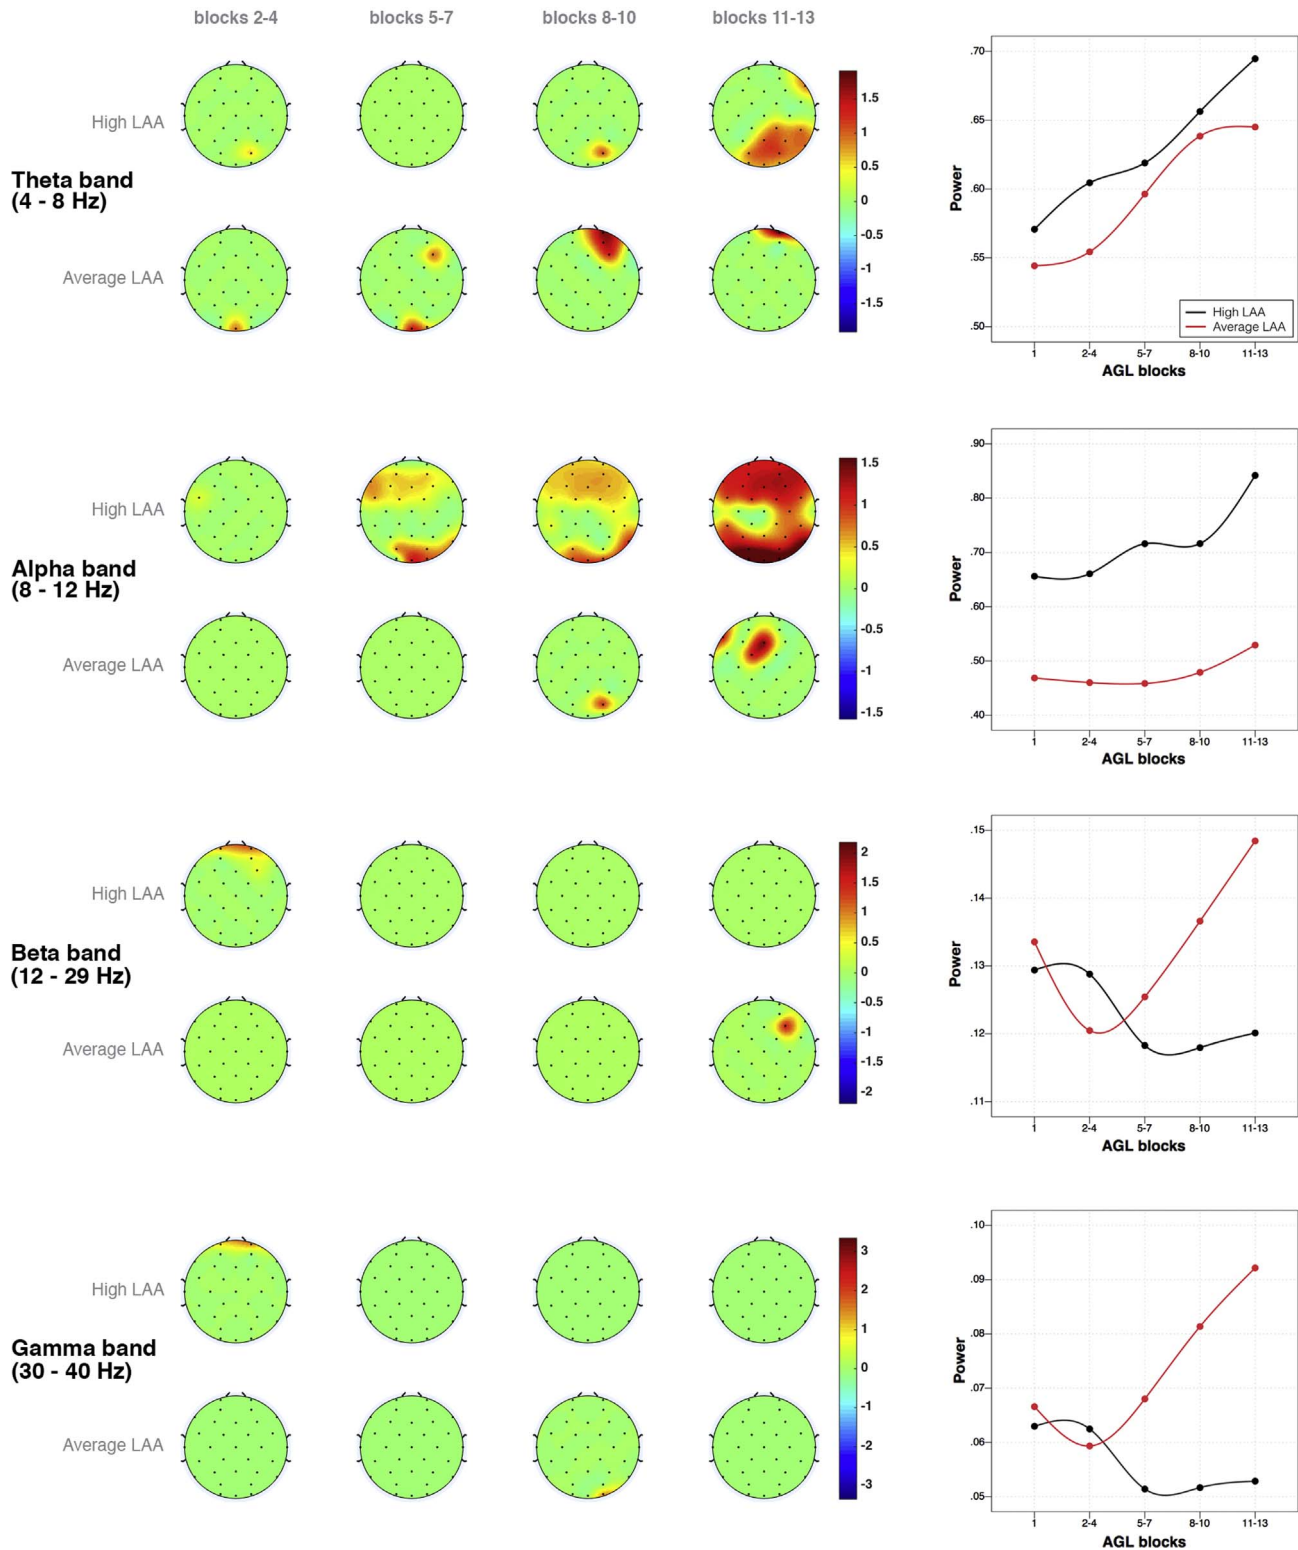 blocks 2-4
blocks 5-7
blocks 8-10
blocks 11-13
High LAA
Theta band
(4 - 8 Hz)
Average LAA
1.5
1
0.5
0
-0.5
-1
-1.5
.70
.65
.60
.55
.50
Power
High LAA
Average LAA
1
2-4
5-7
8-10
11-13
AGL blocks
High LAA
Alpha band
(8 - 12 Hz)
Average LAA
1.5
1
0.5
0
-0.5
-1
-1.5
.90
.80
.70
.60
.50
.40
Power
1
2-4
5-7
8-10
11-13
AGL blocks
High LAA
Beta band
(12 - 29 Hz)
Average LAA
2
1.5
1
0.5
0
-0.5
-1
-1.5
-2
.15
.14
.13
.12
.11
Power
1
2-4
5-7
8-10
11-13
AGL blocks
High LAA
Gamma band
(30 - 40 Hz)
Average LAA
3
2
1
0
-1
-2
-3
.10
.09
.08
.07
.06
.05
Power
1
2-4
5-7
8-10
11-13
AGL blocks